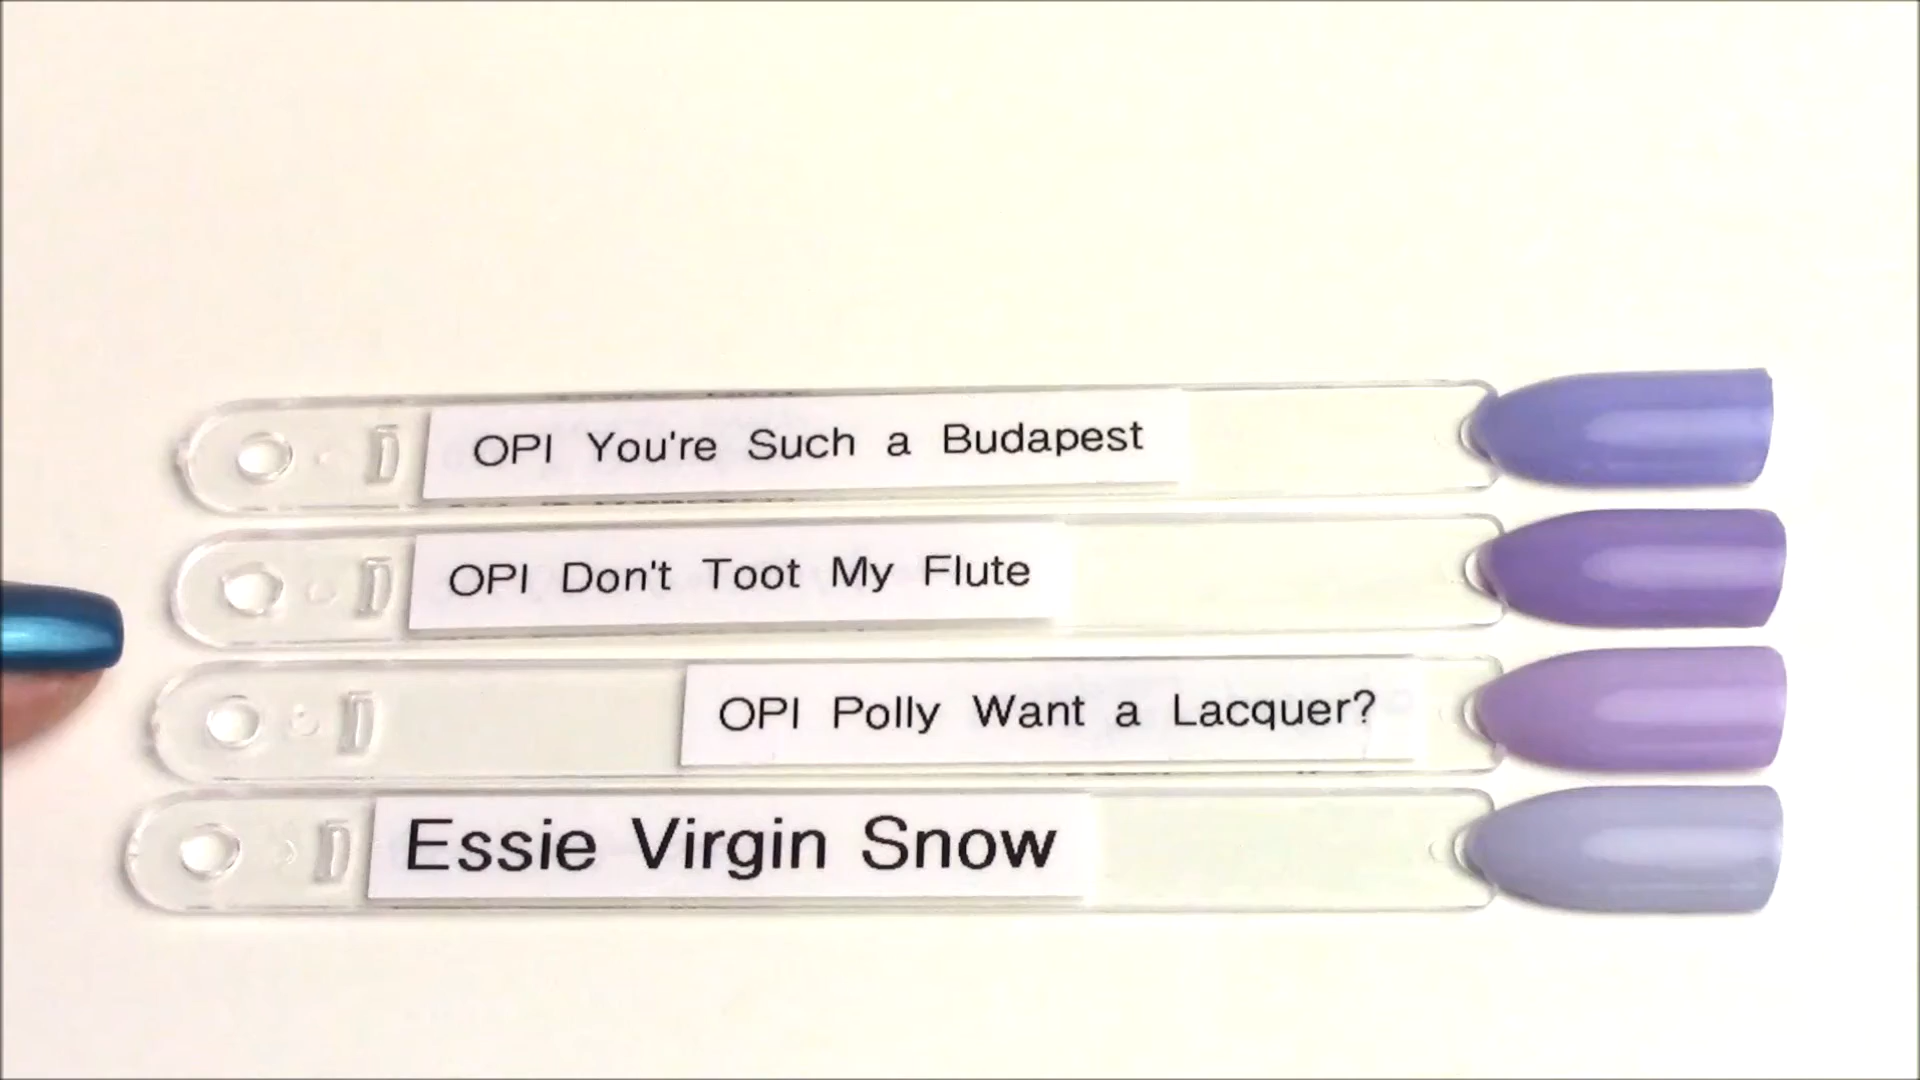 OPI You're Such a Budapest
OPI Don't Toot My Flute
OPI Polly Want a Lacquer?
Essie Virgin Snow